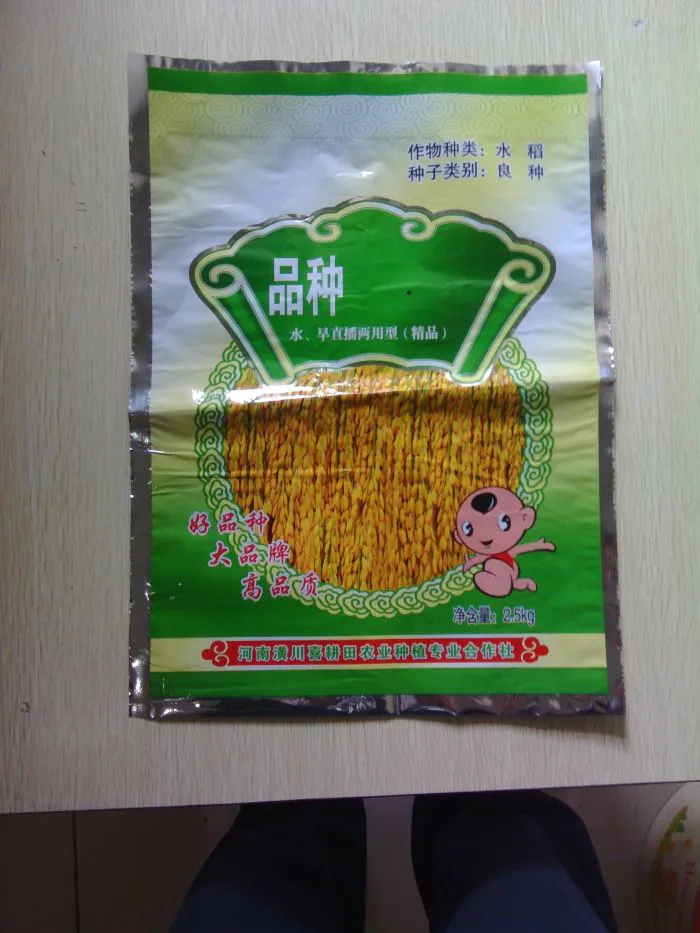 作物种类：水 稻
种子类别：良 种
品种
水、旱直播两用型（精品）
好品种
大品牌
高品质
净含量：2.5kg
河南潢川喜耕田农业种植专业合作社